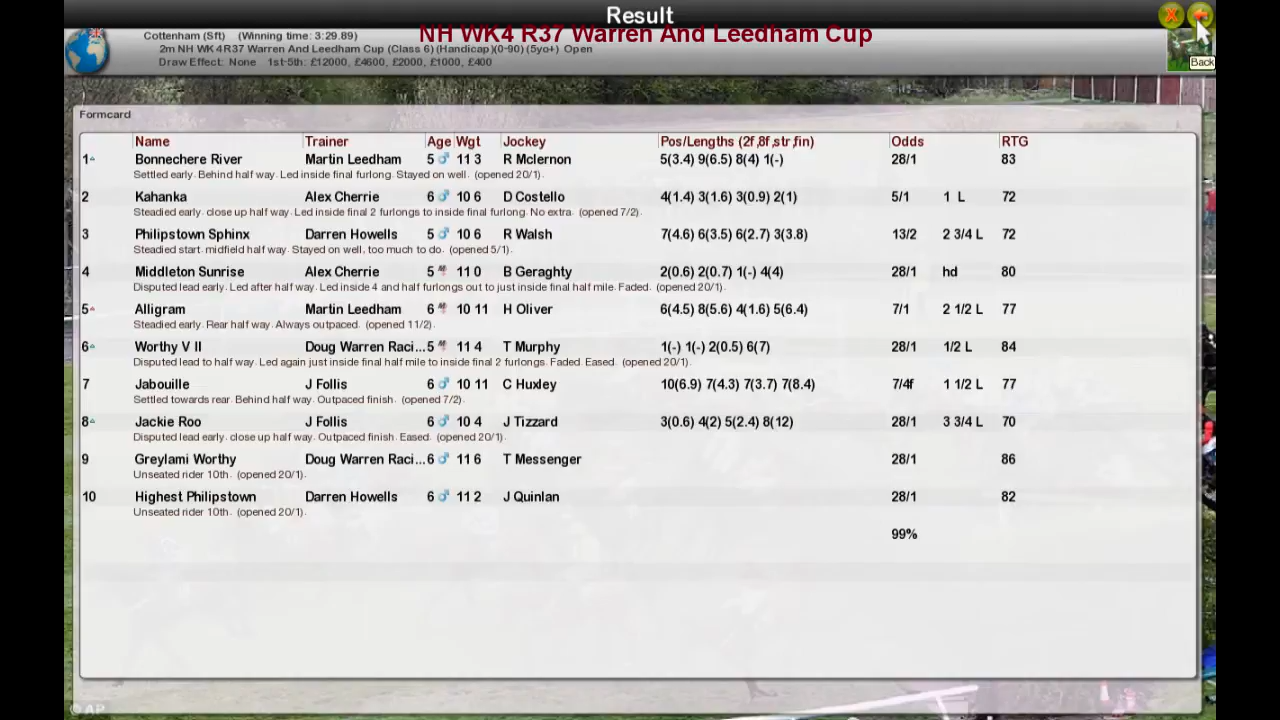 Result
NH WK4 R37 Warren And Leedham Cup
Cottenham (Sft) (Winning time: 3:29.89)
2m NH WK4 R37 Warren And Leedham Cup (Class 6) (Handicap)(0-90) (5yo+) Open
Draw Effect: None 1st-5th: £12000, £4600, £2000, £1000, £400
Back
Formcard
Name Trainer Age Wgt Jockey Pos/Lengths (2f,8f,str,fin) Odds RTG
1 Bonnechere River Martin Leedham 5 11 3 R Mclernon 5(3.4) 9(6.5) 8(4) 1(-) 28/1 83
Settled early. Behind half way. Led inside final furlong. Stayed on well. (opened 20/1).
2 Kahanka Alex Cherrie 6 10 6 D Costello 4(1.4) 3(1.6) 3(0.9) 2(1) 5/1 1 L 72
Steadied early. close up half way. Led inside final 2 furlongs to inside final furlong. No extra. (opened 7/2).
3 Philipstown Sphinx Darren Howells 5 10 6 R Walsh 7(4.6) 6(3.5) 6(2.7) 3(3.8) 13/2 2 3/4 L 72
Steadied start. midfield half way. Stayed on well, too much to do. (opened 5/1).
4 Middleton Sunrise Alex Cherrie 5 11 0 B Geraghty 2(0.6) 2(0.7) 1(-) 4(4) 28/1 hd 80
Disputed lead early. Led after half way. Led inside 4 and half furlongs out to just inside final half mile. Faded. (opened 20/1).
5 Alligram Martin Leedham 6 10 11 H Oliver 6(4.5) 8(5.6) 4(1.6) 5(6.4) 7/1 2 1/2 L 77
Steadied early. Rear half way. Always outpaced. (opened 11/2).
6 Worthy V II Doug Warren Raci... 5 11 4 T Murphy 1(-) 1(-) 2(0.5) 6(7) 28/1 1/2 L 84
Disputed lead to half way. Led again just inside final half mile to inside final 2 furlongs. Faded. Eased. (opened 20/1).
7 Jabouille J Follis 6 10 11 C Huxley 10(6.9) 7(4.3) 7(3.7) 7(8.4) 7/4f 1 1/2 L 77
Settled towards rear. Behind half way. Outpaced finish. (opened 7/2).
8 Jackie Roo J Follis 6 10 4 J Tizzard 3(0.6) 4(2) 5(2.4) 8(12) 28/1 3 3/4 L 70
Disputed lead early. close up half way. Outpaced finish. Eased. (opened 20/1).
9 Greylami Worthy Doug Warren Raci... 6 11 6 T Messenger 28/1 86
Unseated rider 10th. (opened 20/1).
10 Highest Philipstown Darren Howells 6 11 2 J Quinlan 28/1 82
Unseated rider 10th. (opened 20/1).
99%
© AP